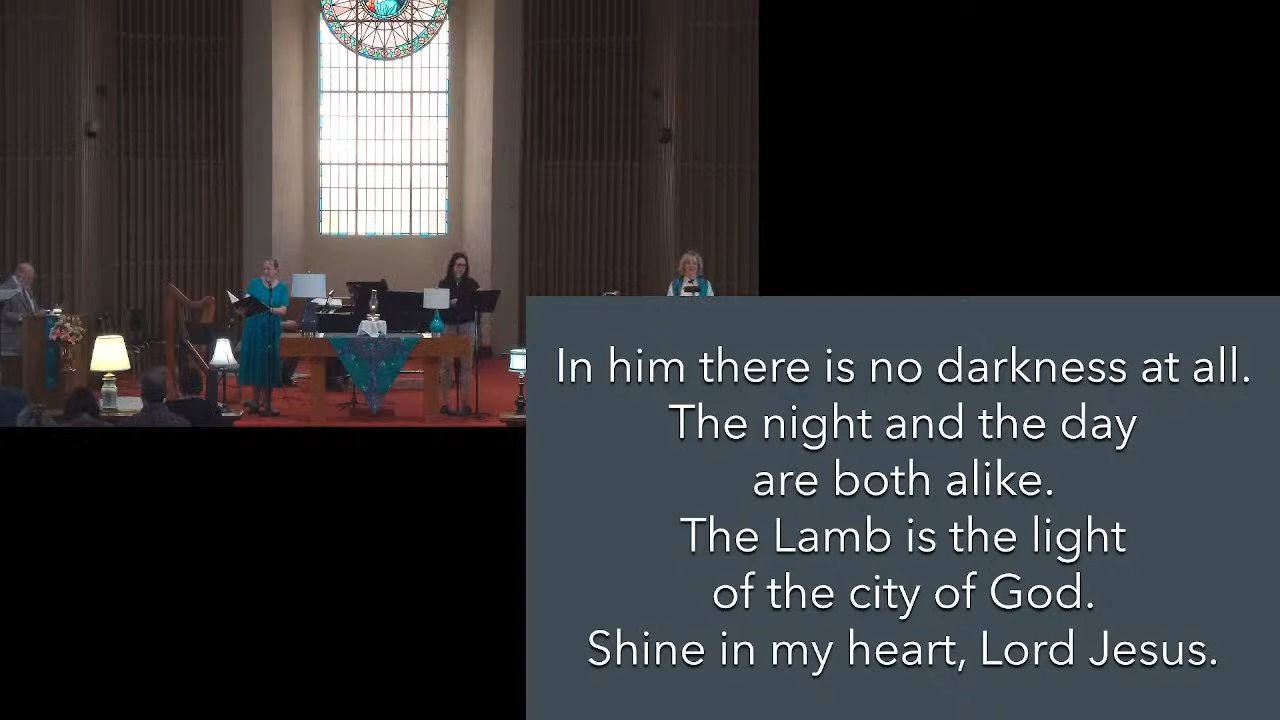 In him there is no darkness at all.
The night and the day
are both alike.
The Lamb is the light
of the city of God.
Shine in my heart, Lord Jesus.